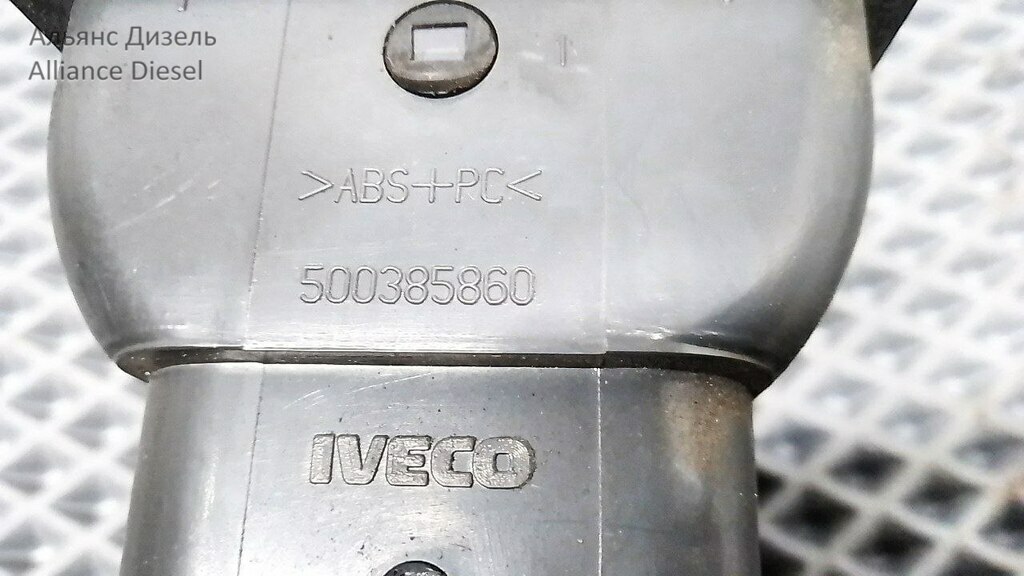 Альянс Дизель
Alliance Diesel
>ABS+PC<
500385860
IVECO